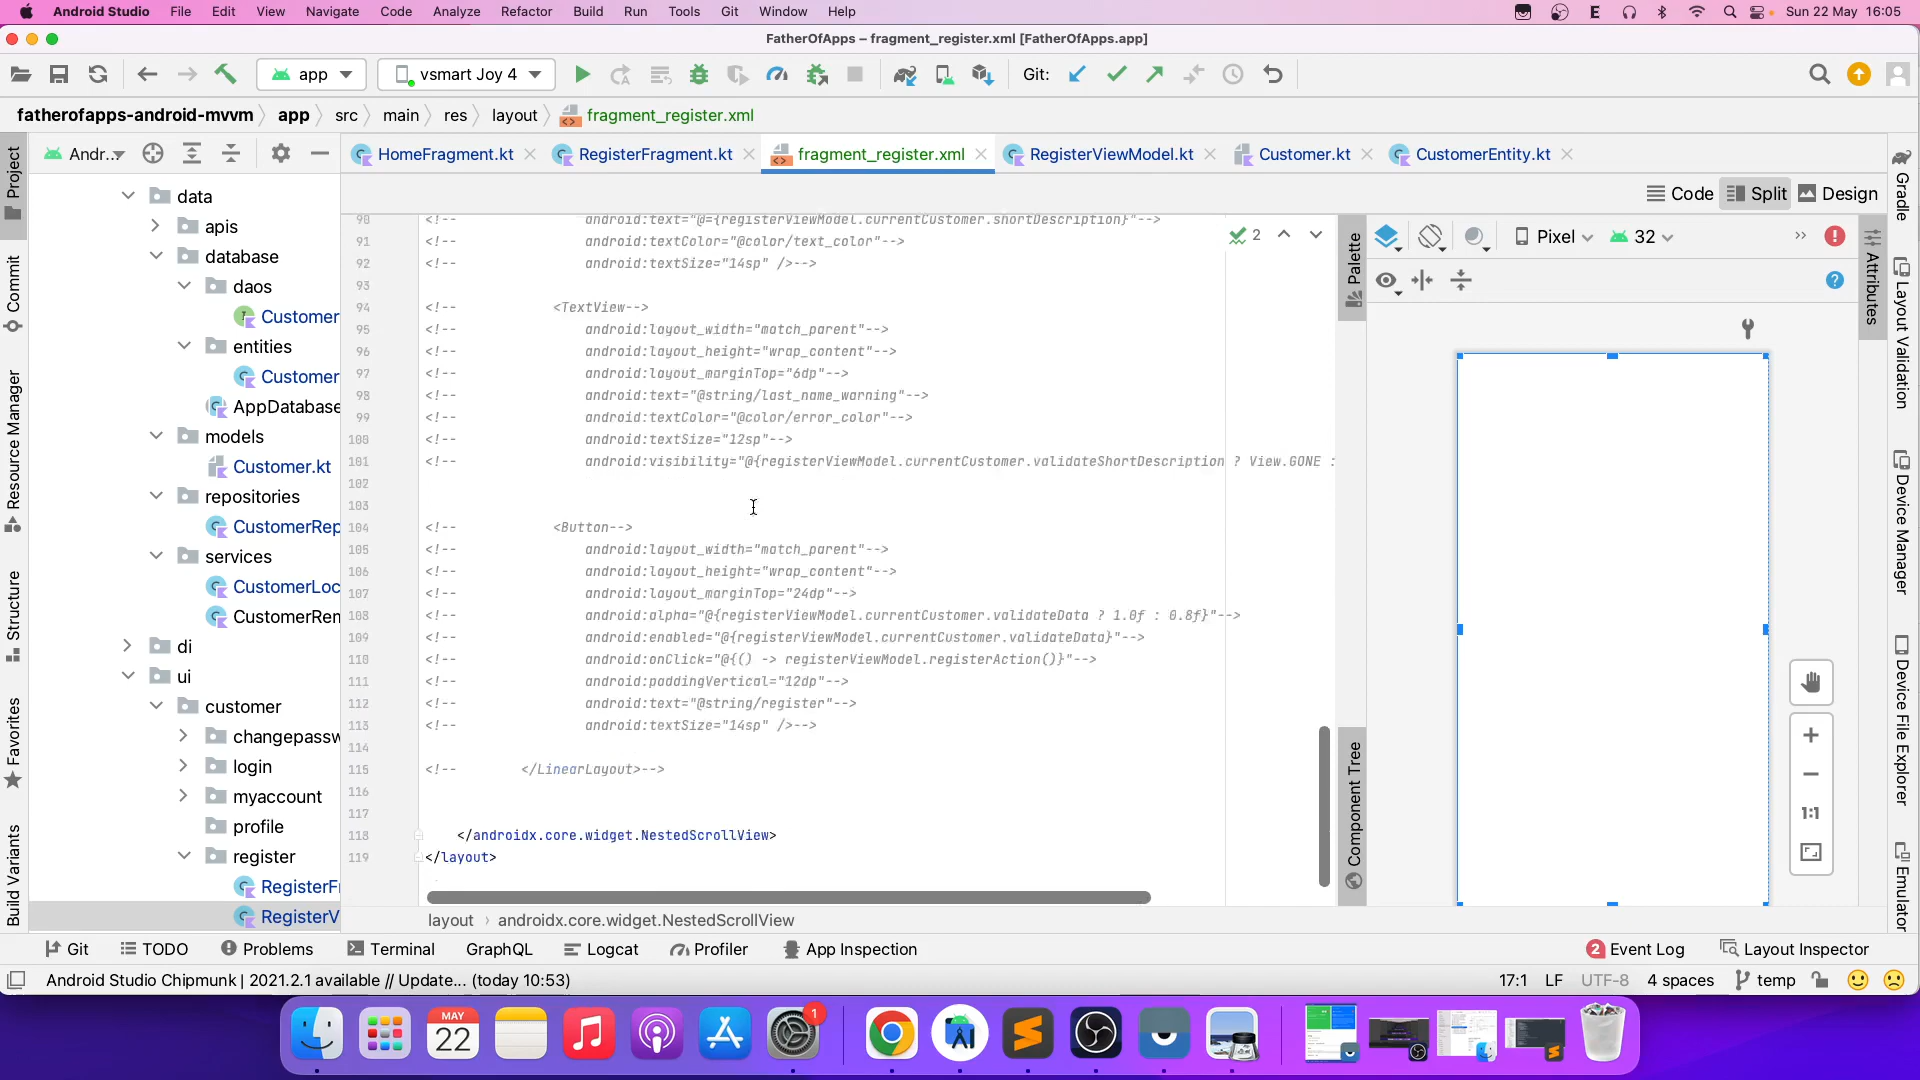 Android Studio File Edit View Navigate Code Analyze Refactor Build Run Tools Git Window Help E Sun 22 May 16:05
FatherOfApps – fragment_register.xml [FatherOfApps.app]
app vsmart Joy 4 Git:
fatherofapps-android-mvvm app src main res layout fragment_register.xml
Andr... HomeFragment.kt RegisterFragment.kt fragment_register.xml RegisterViewModel.kt Customer.kt CustomerEntity.kt
Code Split Design
Project
Commit
Resource Manager
Structure
Favorites
Build Variants
data
apis
database
daos
Customer
entities
Customer
AppDatabase
models
Customer.kt
repositories
CustomerRep
services
CustomerLoc
CustomerRem
di
ui
customer
changepassw
login
myaccount
profile
register
RegisterF
RegisterV
2
90 <!-- android:text="@={registerViewModel.currentCustomer.shortDescription}"-->
91 <!-- android:textColor="@color/text_color"-->
92 <!-- android:textSize="14sp" />-->
93
94 <!-- <TextView-->
95 <!-- android:layout_width="match_parent"-->
96 <!-- android:layout_height="wrap_content"-->
97 <!-- android:layout_marginTop="6dp"-->
98 <!-- android:text="@string/last_name_warning"-->
99 <!-- android:textColor="@color/error_color"-->
100 <!-- android:textSize="12sp"-->
101 <!-- android:visibility="@{registerViewModel.currentCustomer.validateShortDescription ? View.GONE :
102
103
104 <!-- <Button-->
105 <!-- android:layout_width="match_parent"-->
106 <!-- android:layout_height="wrap_content"-->
107 <!-- android:layout_marginTop="24dp"-->
108 <!-- android:alpha="@{registerViewModel.currentCustomer.validateData ? 1.0f : 0.8f}"-->
109 <!-- android:enabled="@{registerViewModel.currentCustomer.validateData}"-->
110 <!-- android:onClick="@{() -> registerViewModel.registerAction()}"-->
111 <!-- android:paddingVertical="12dp"-->
112 <!-- android:text="@string/register"-->
113 <!-- android:textSize="14sp" />-->
114
115 <!-- </LinearLayout>-->
116
117
118 </androidx.core.widget.NestedScrollView>
119 </layout>
layout › androidx.core.widget.NestedScrollView
Palette
Component Tree
Pixel 32 »
1:1
Attributes
Gradle
Layout Validation
Device Manager
Device File Explorer
Emulator
Git TODO Problems Terminal GraphQL Logcat Profiler App Inspection 2 Event Log Layout Inspector
Android Studio Chipmunk | 2021.2.1 available // Update... (today 10:53) 17:1 LF UTF-8 4 spaces temp
MAY
22
1